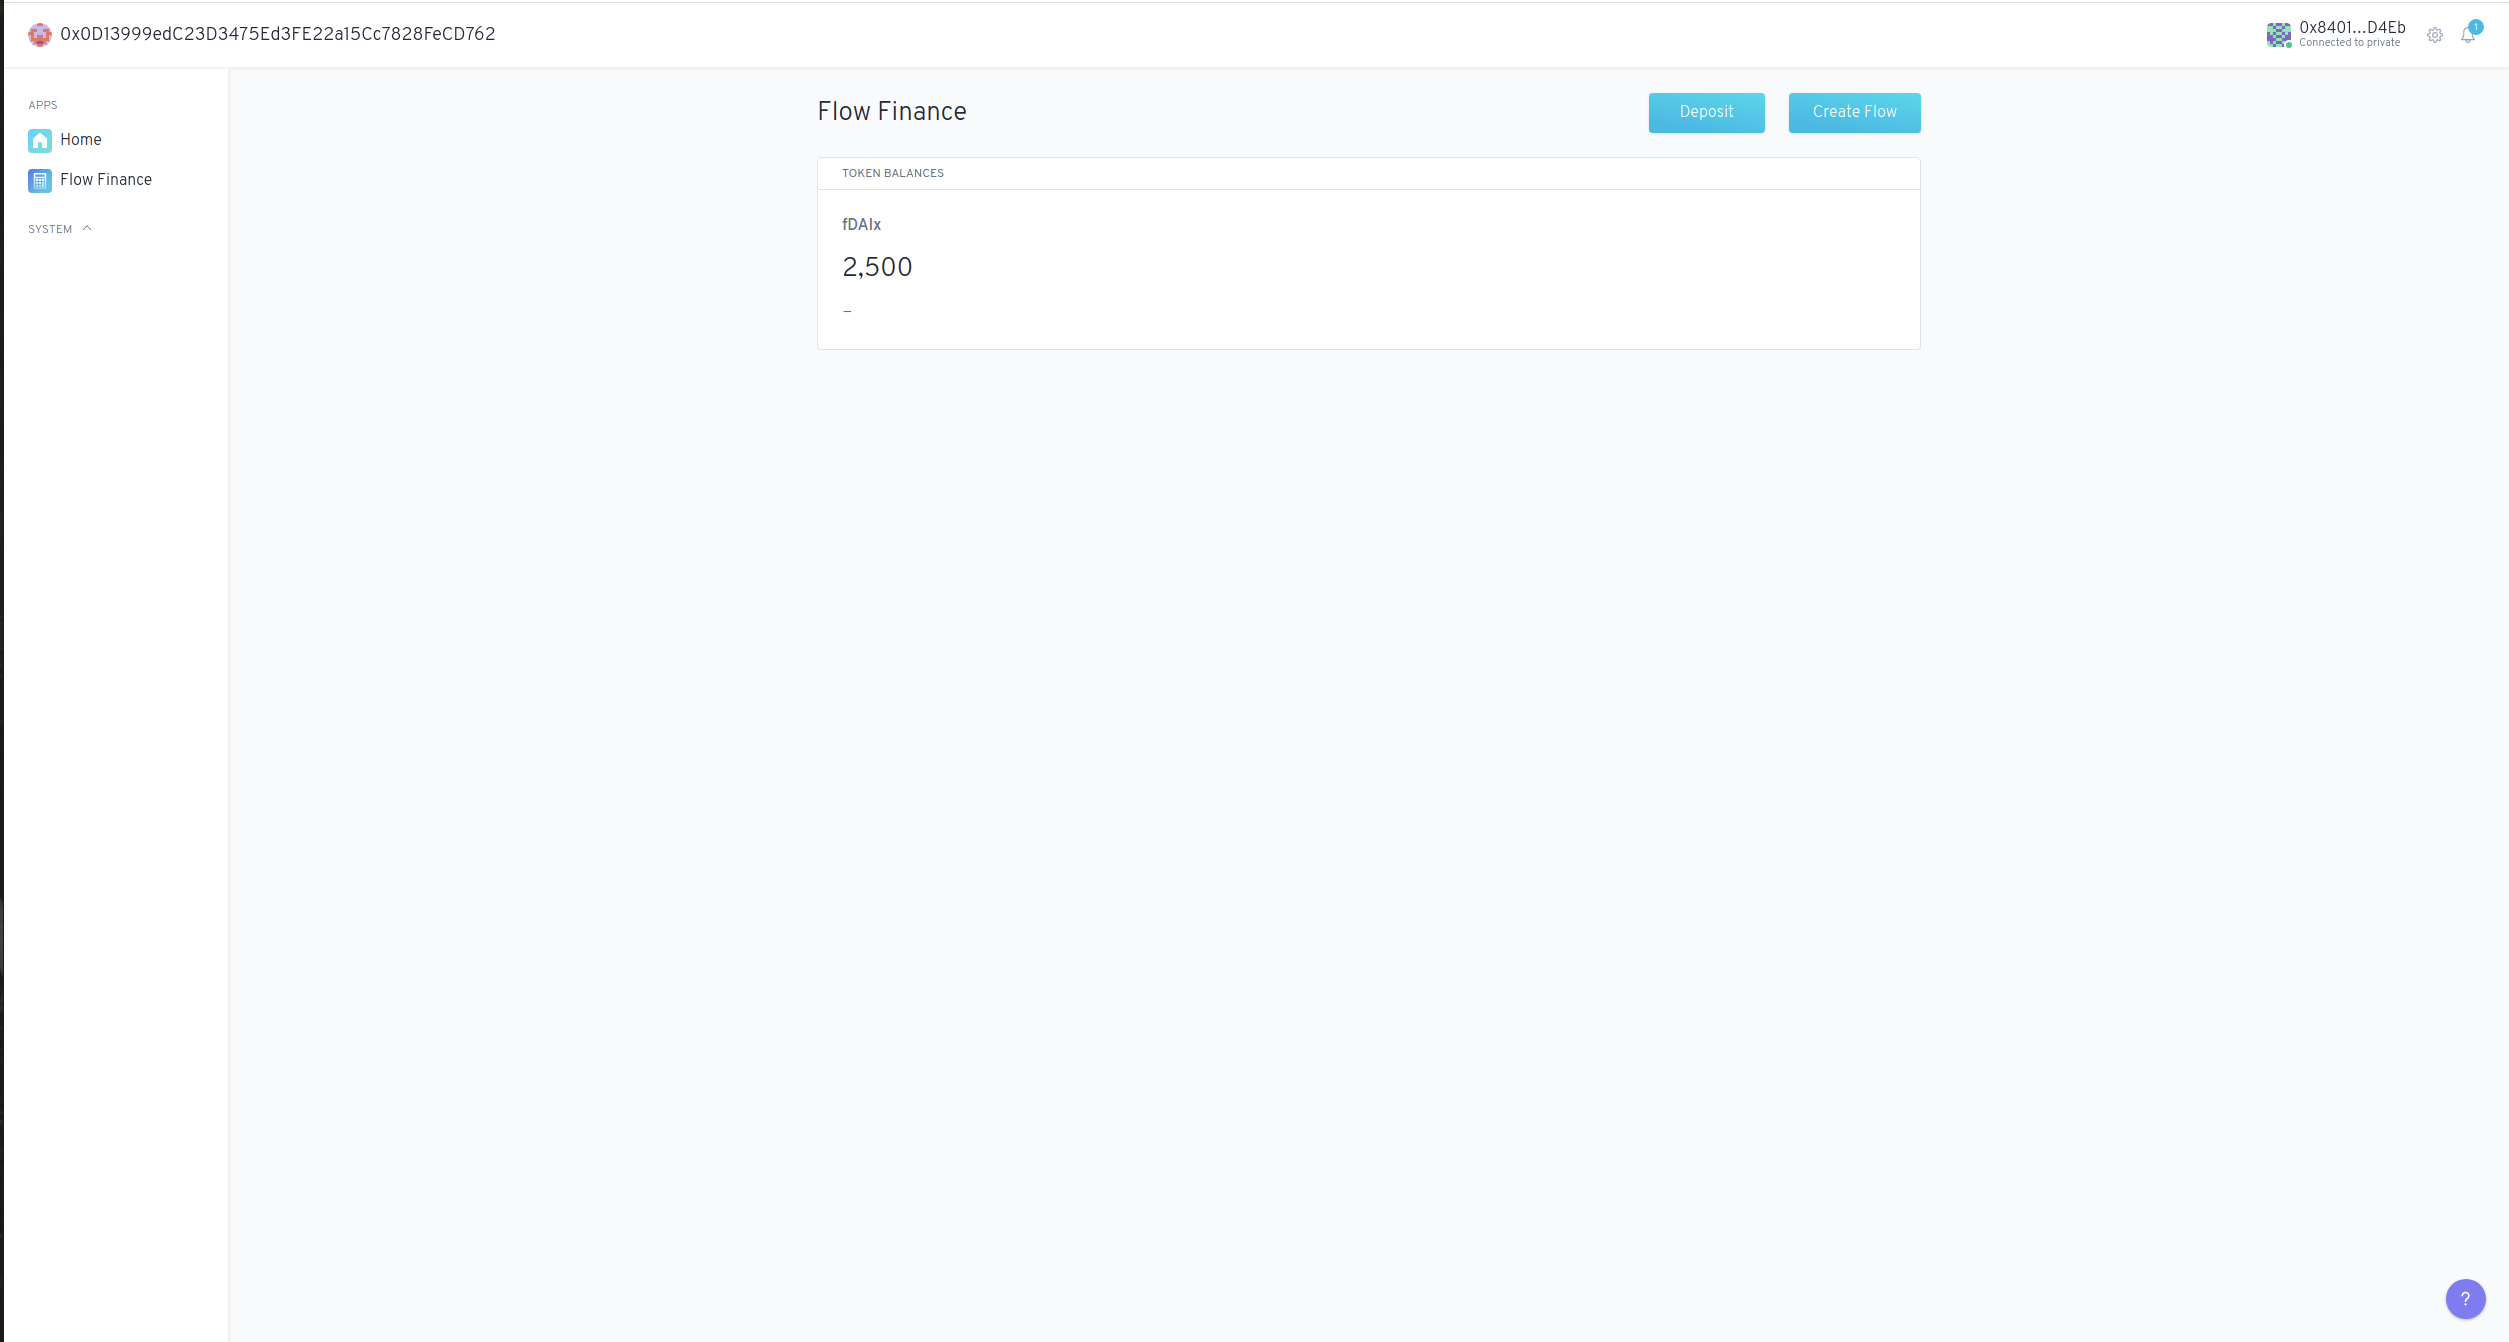 0x0D13999edC23D3475Ed3FE22a15Cc7828FeCD762
0x8401…D4Eb
Connected to private
1
APPS
Home
Flow Finance
SYSTEM
Flow Finance
Deposit
Create Flow
TOKEN BALANCES
fDAIx
2,500
–
?